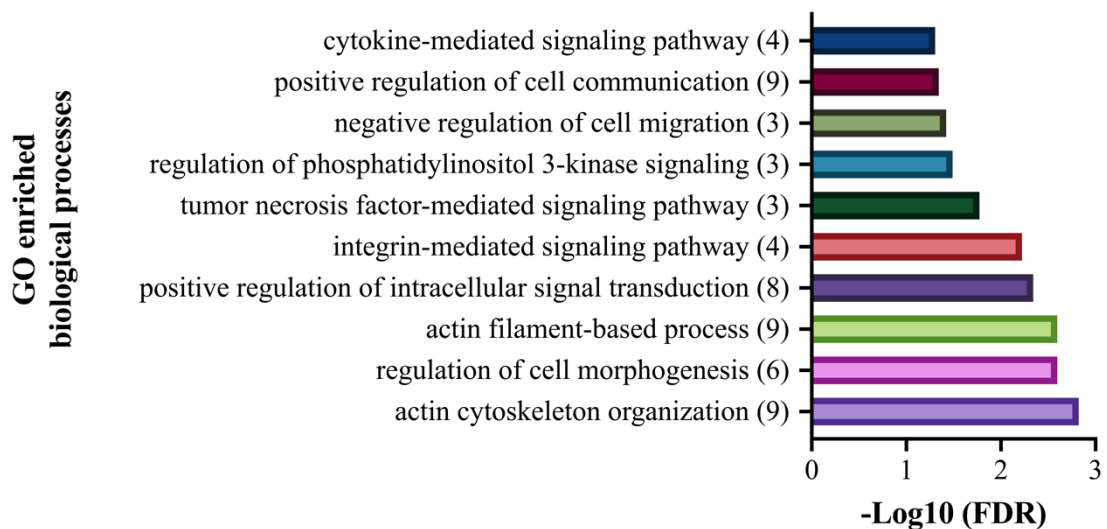 GO enriched
biological processes
cytokine-mediated signaling pathway (4)
positive regulation of cell communication (9)
negative regulation of cell migration (3)
regulation of phosphatidylinositol 3-kinase signaling (3)
tumor necrosis factor-mediated signaling pathway (3)
integrin-mediated signaling pathway (4)
positive regulation of intracellular signal transduction (8)
actin filament-based process (9)
regulation of cell morphogenesis (6)
actin cytoskeleton organization (9)
0 1 2 3
-Log10 (FDR)